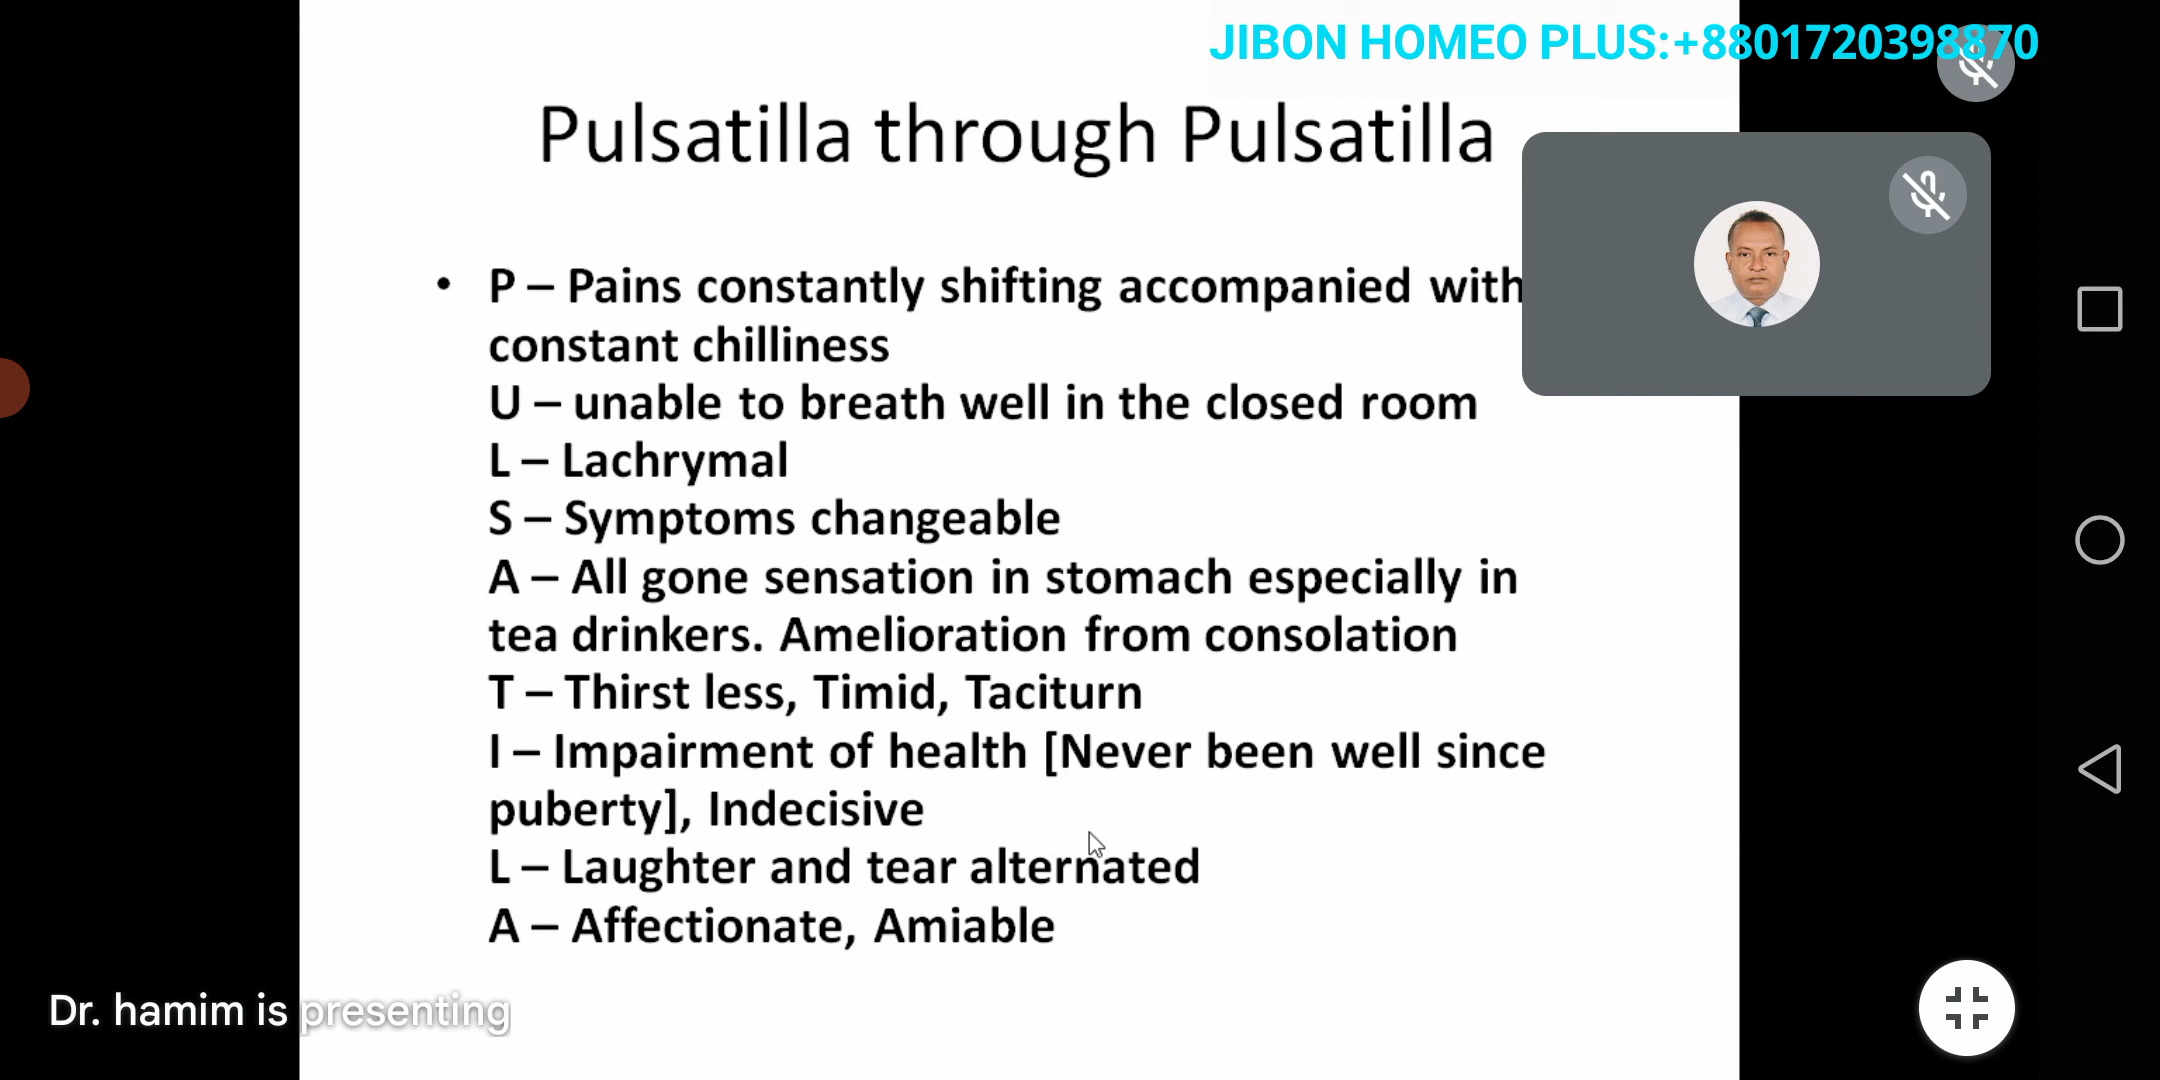 JIBON HOMEO PLUS:+8801720398870
Pulsatilla through Pulsatilla
• P – Pains constantly shifting accompanied with
constant chilliness
U – unable to breath well in the closed room
L – Lachrymal
S – Symptoms changeable
A – All gone sensation in stomach especially in
tea drinkers. Amelioration from consolation
T – Thirst less, Timid, Taciturn
I – Impairment of health [Never been well since
puberty], Indecisive
L – Laughter and tear alternated
A – Affectionate, Amiable
Dr. hamim is presenting